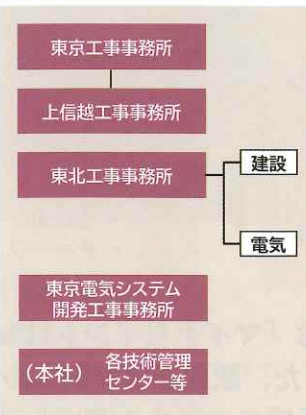 東京工事事務所
上信越工事事務所
東北工事事務所
建設
電気
東京電気システム
開発工事事務所
(本社) 各技術管理
センター等